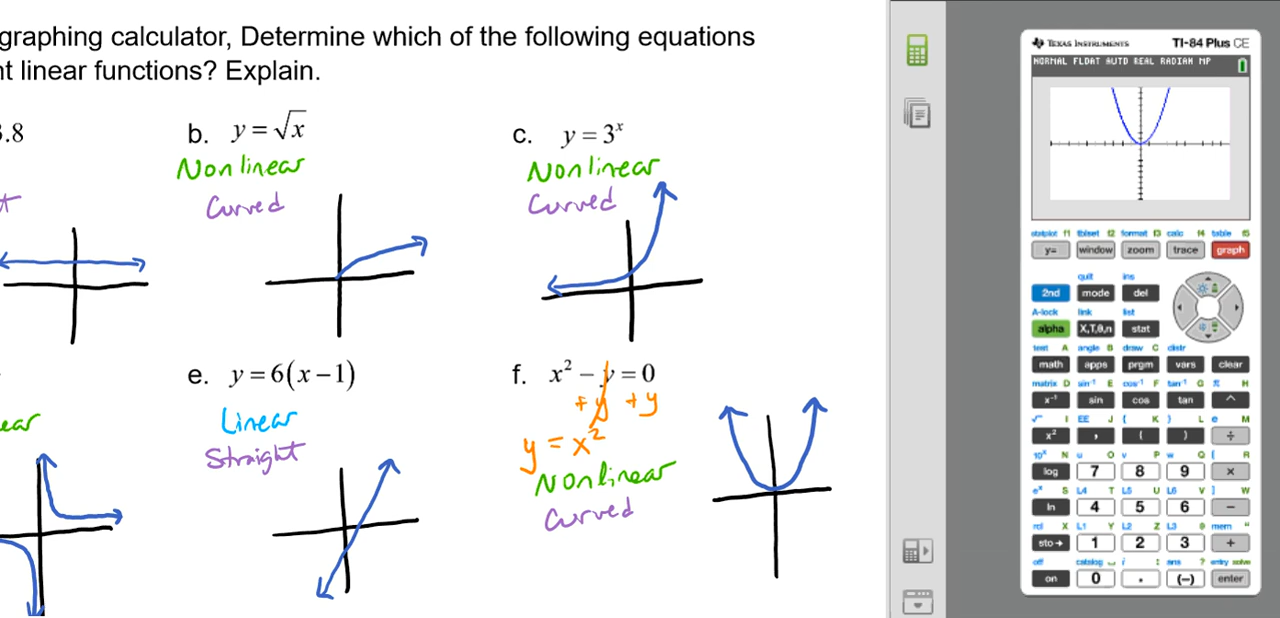 graphing calculator, Determine which of the following equations
nt linear functions? Explain.
3.8
b. y = √x
Nonlinear
Curved
c. y = 3ˣ
Nonlinear
Curved
e. y = 6(x − 1)
Linear
Straight
f. x² − y = 0
+y +y
y = x²
Nonlinear
Curved
ear
TEXAS INSTRUMENTS TI-84 Plus CE
NORMAL FLOAT AUTO REAL RADIAN MP
statplot f1 tblset f2 format f3 calc f4 table f5
y= window zoom trace graph
quit ins
2nd mode del
A-lock link list
alpha X,T,θ,n stat
test A angle B draw C distr
math apps prgm vars clear
matrix D sin⁻¹ E cos⁻¹ F tan⁻¹ G π H
x⁻¹ sin cos tan ^
√ I EE J { K } L e M
x² , ( ) ÷
10ˣ N u O v P w Q [ R
log 7 8 9 ×
eˣ S L4 T L5 U L6 V ] W
ln 4 5 6 −
rcl X L1 Y L2 Z L3 θ mem "
sto→ 1 2 3 +
off catalog i : ans ? entry solve
on 0 . (−) enter